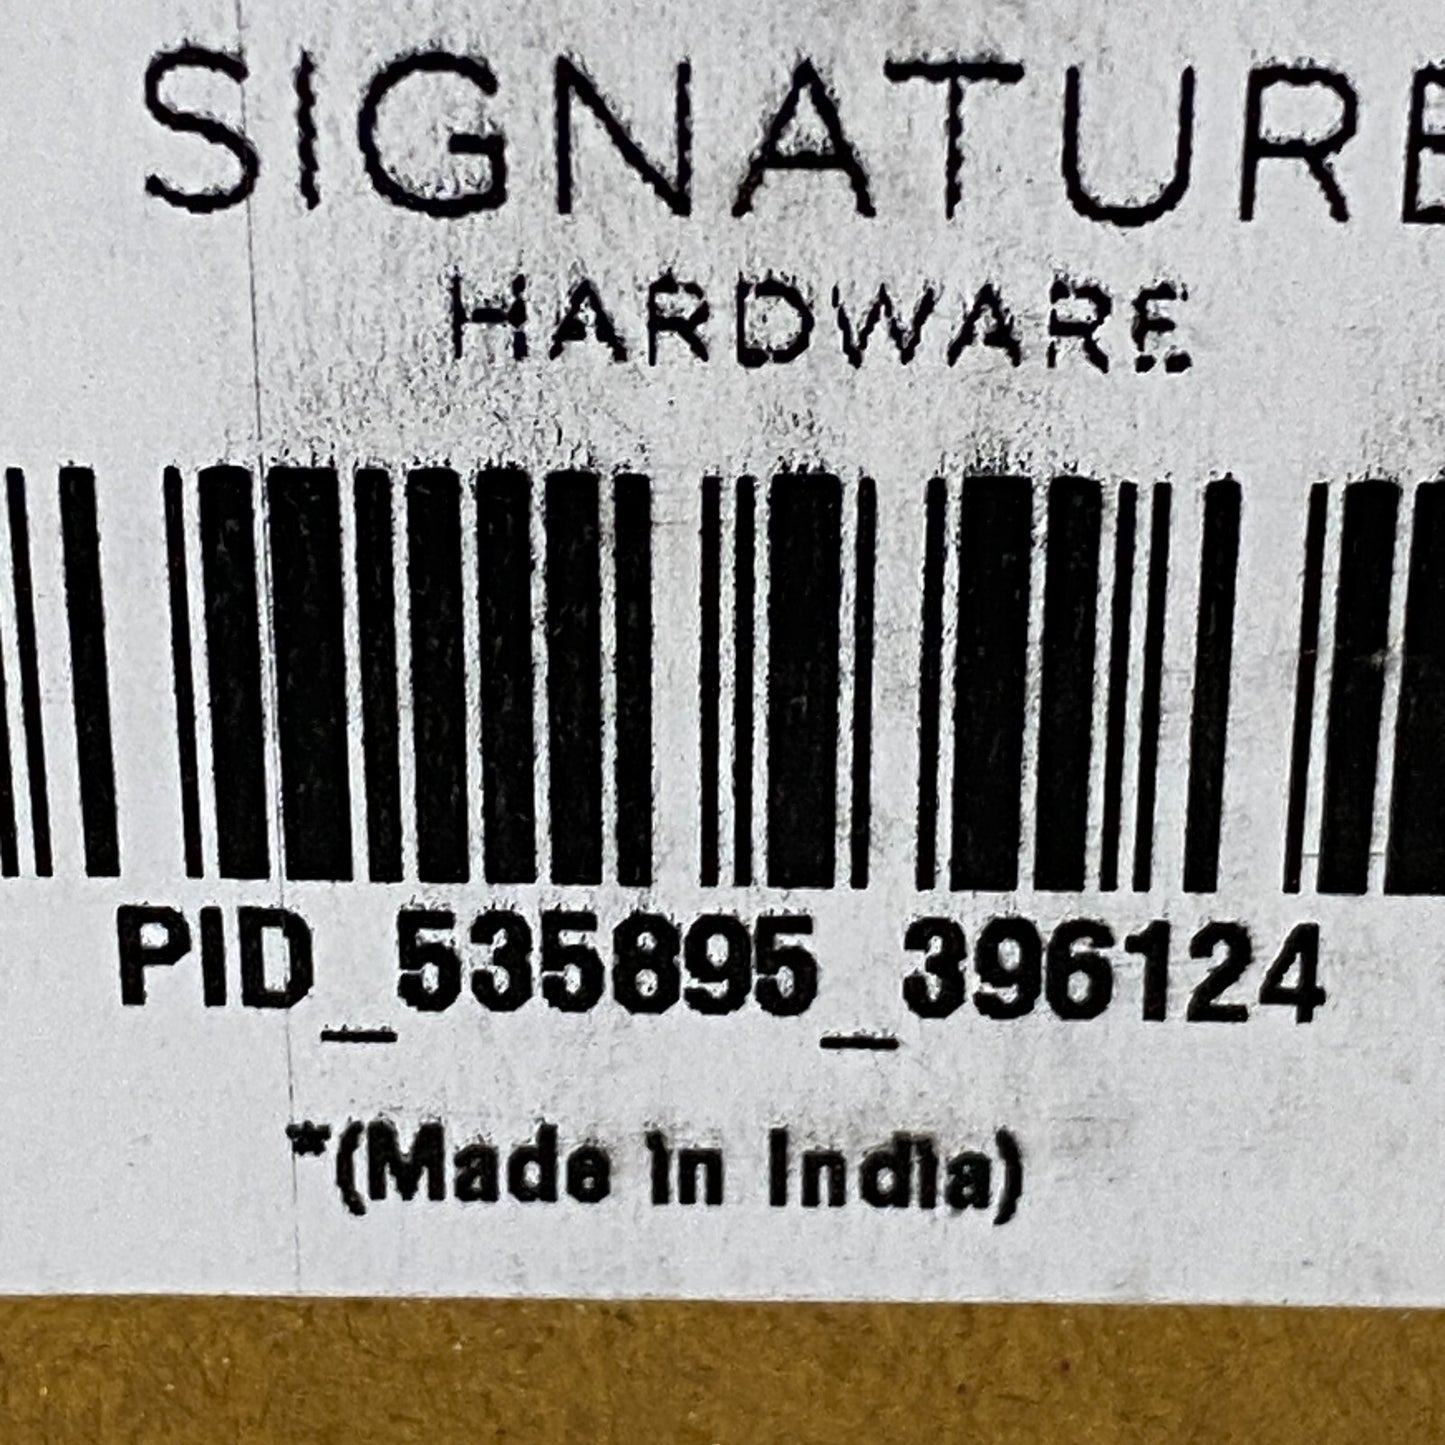 SIGNATURE
HARDWARE
PID_535895_396124
*(Made in India)